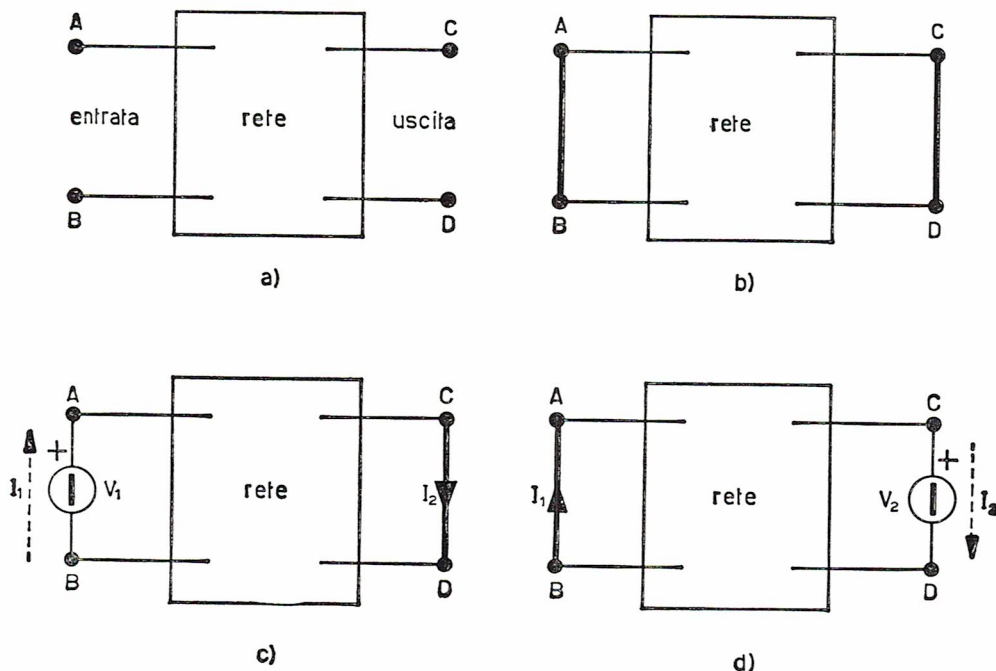 A
C
entrata
rete
uscita
B
D
a)
A
C
rete
B
D
b)
A
C
I₁
+
V₁
rete
I₂
B
D
c)
A
C
I₁
rete
V₂
+
I₂
B
D
d)